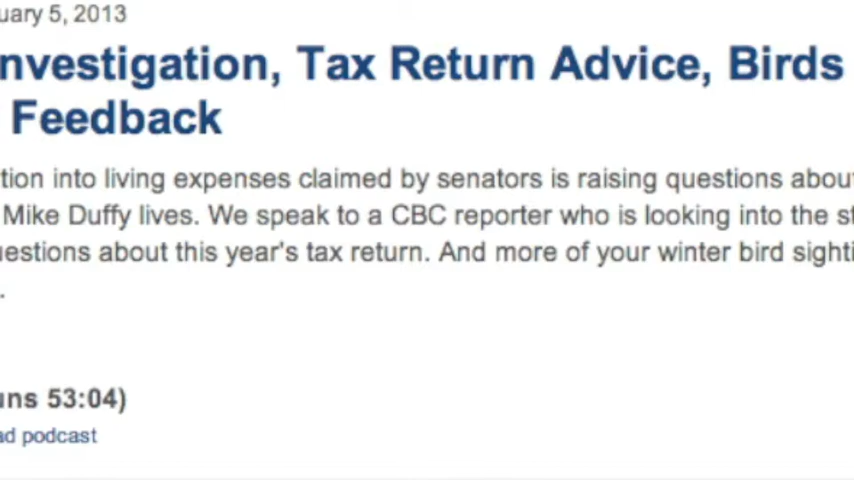 uary 5, 2013
nvestigation, Tax Return Advice, Birds
Feedback
tion into living expenses claimed by senators is raising questions abou
Mike Duffy lives. We speak to a CBC reporter who is looking into the st
uestions about this year's tax return. And more of your winter bird sighti
.
uns 53:04)
ad podcast